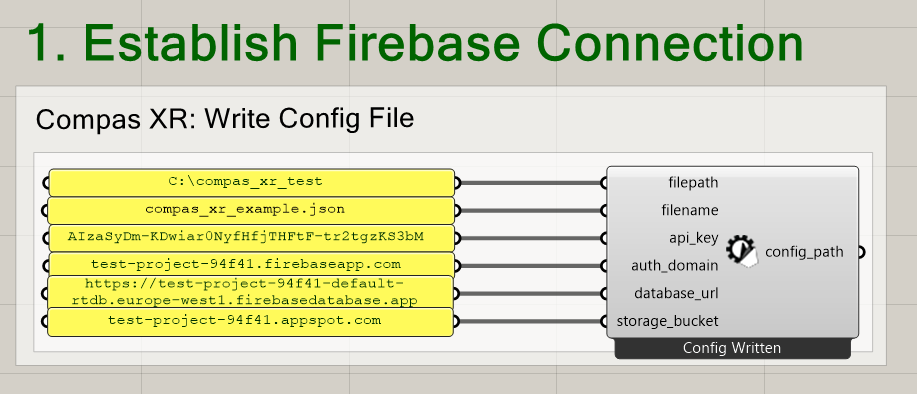 1. Establish Firebase Connection
Compas XR: Write Config File
C:\compas_xr_test
filepath
compas_xr_example.json
filename
AIzaSyDm-KDwiar0NyfHfjTHFtF-tr2tgzKS3bM
api_key
config_path
test-project-94f41.firebaseapp.com
auth_domain
https://test-project-94f41-default-
rtdb.europe-west1.firebasedatabase.app
database_url
test-project-94f41.appspot.com
storage_bucket
Config Written